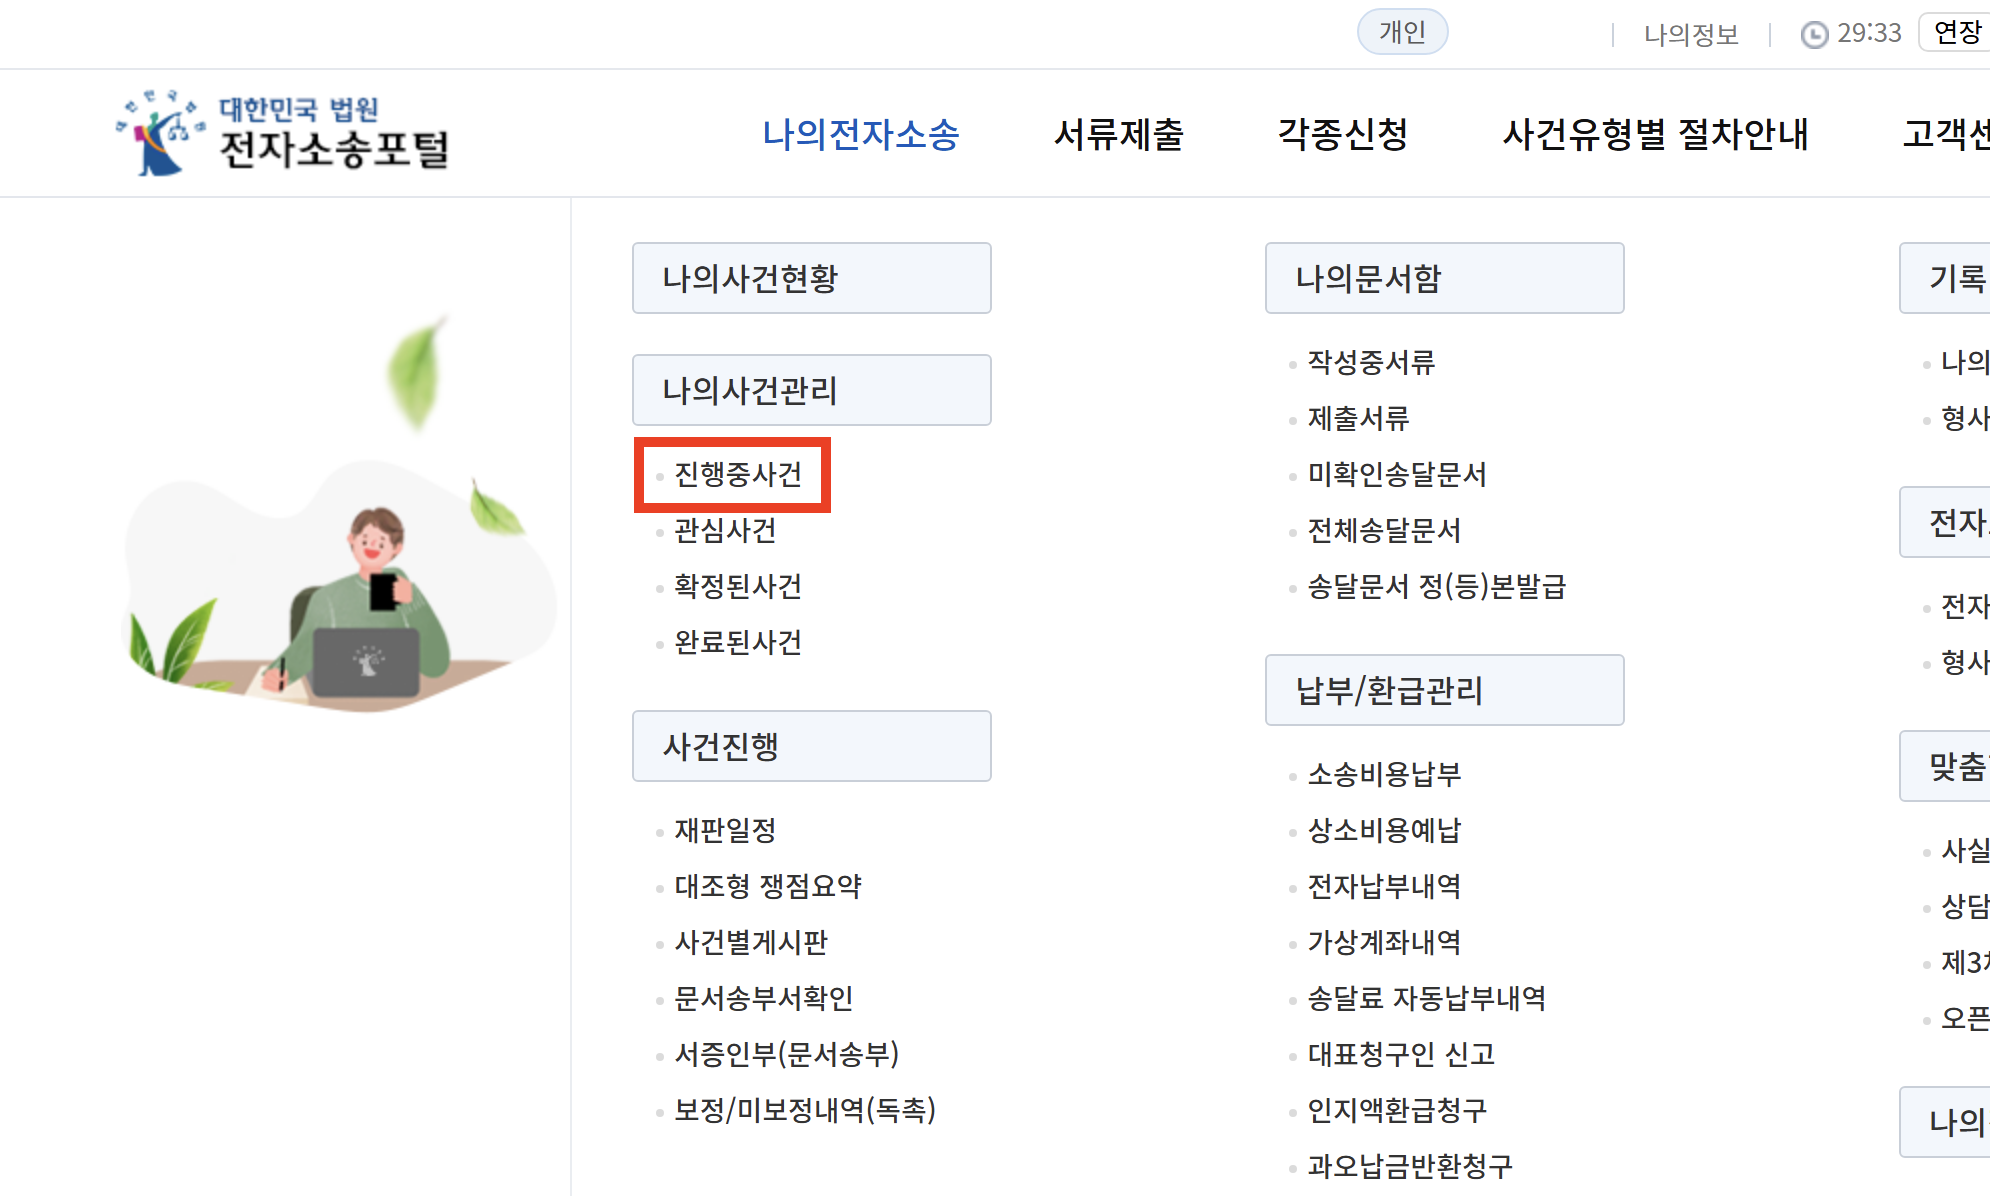 개인
나의정보
29:33
연장
대한민국 법원
전자소송포털
나의전자소송
서류제출
각종신청
사건유형별 절차안내
고객센
나의사건현황
나의사건관리
진행중사건
관심사건
확정된사건
완료된사건
사건진행
재판일정
대조형 쟁점요약
사건별게시판
문서송부서확인
서증인부(문서송부)
보정/미보정내역(독촉)
나의문서함
작성중서류
제출서류
미확인송달문서
전체송달문서
송달문서 정(등)본발급
납부/환급관리
소송비용납부
상소비용예납
전자납부내역
가상계좌내역
송달료 자동납부내역
대표청구인 신고
인지액환급청구
과오납금반환청구
기록
나의
형사
전자
전자
형사
맞춤
사실
상담
제3
오픈
나의